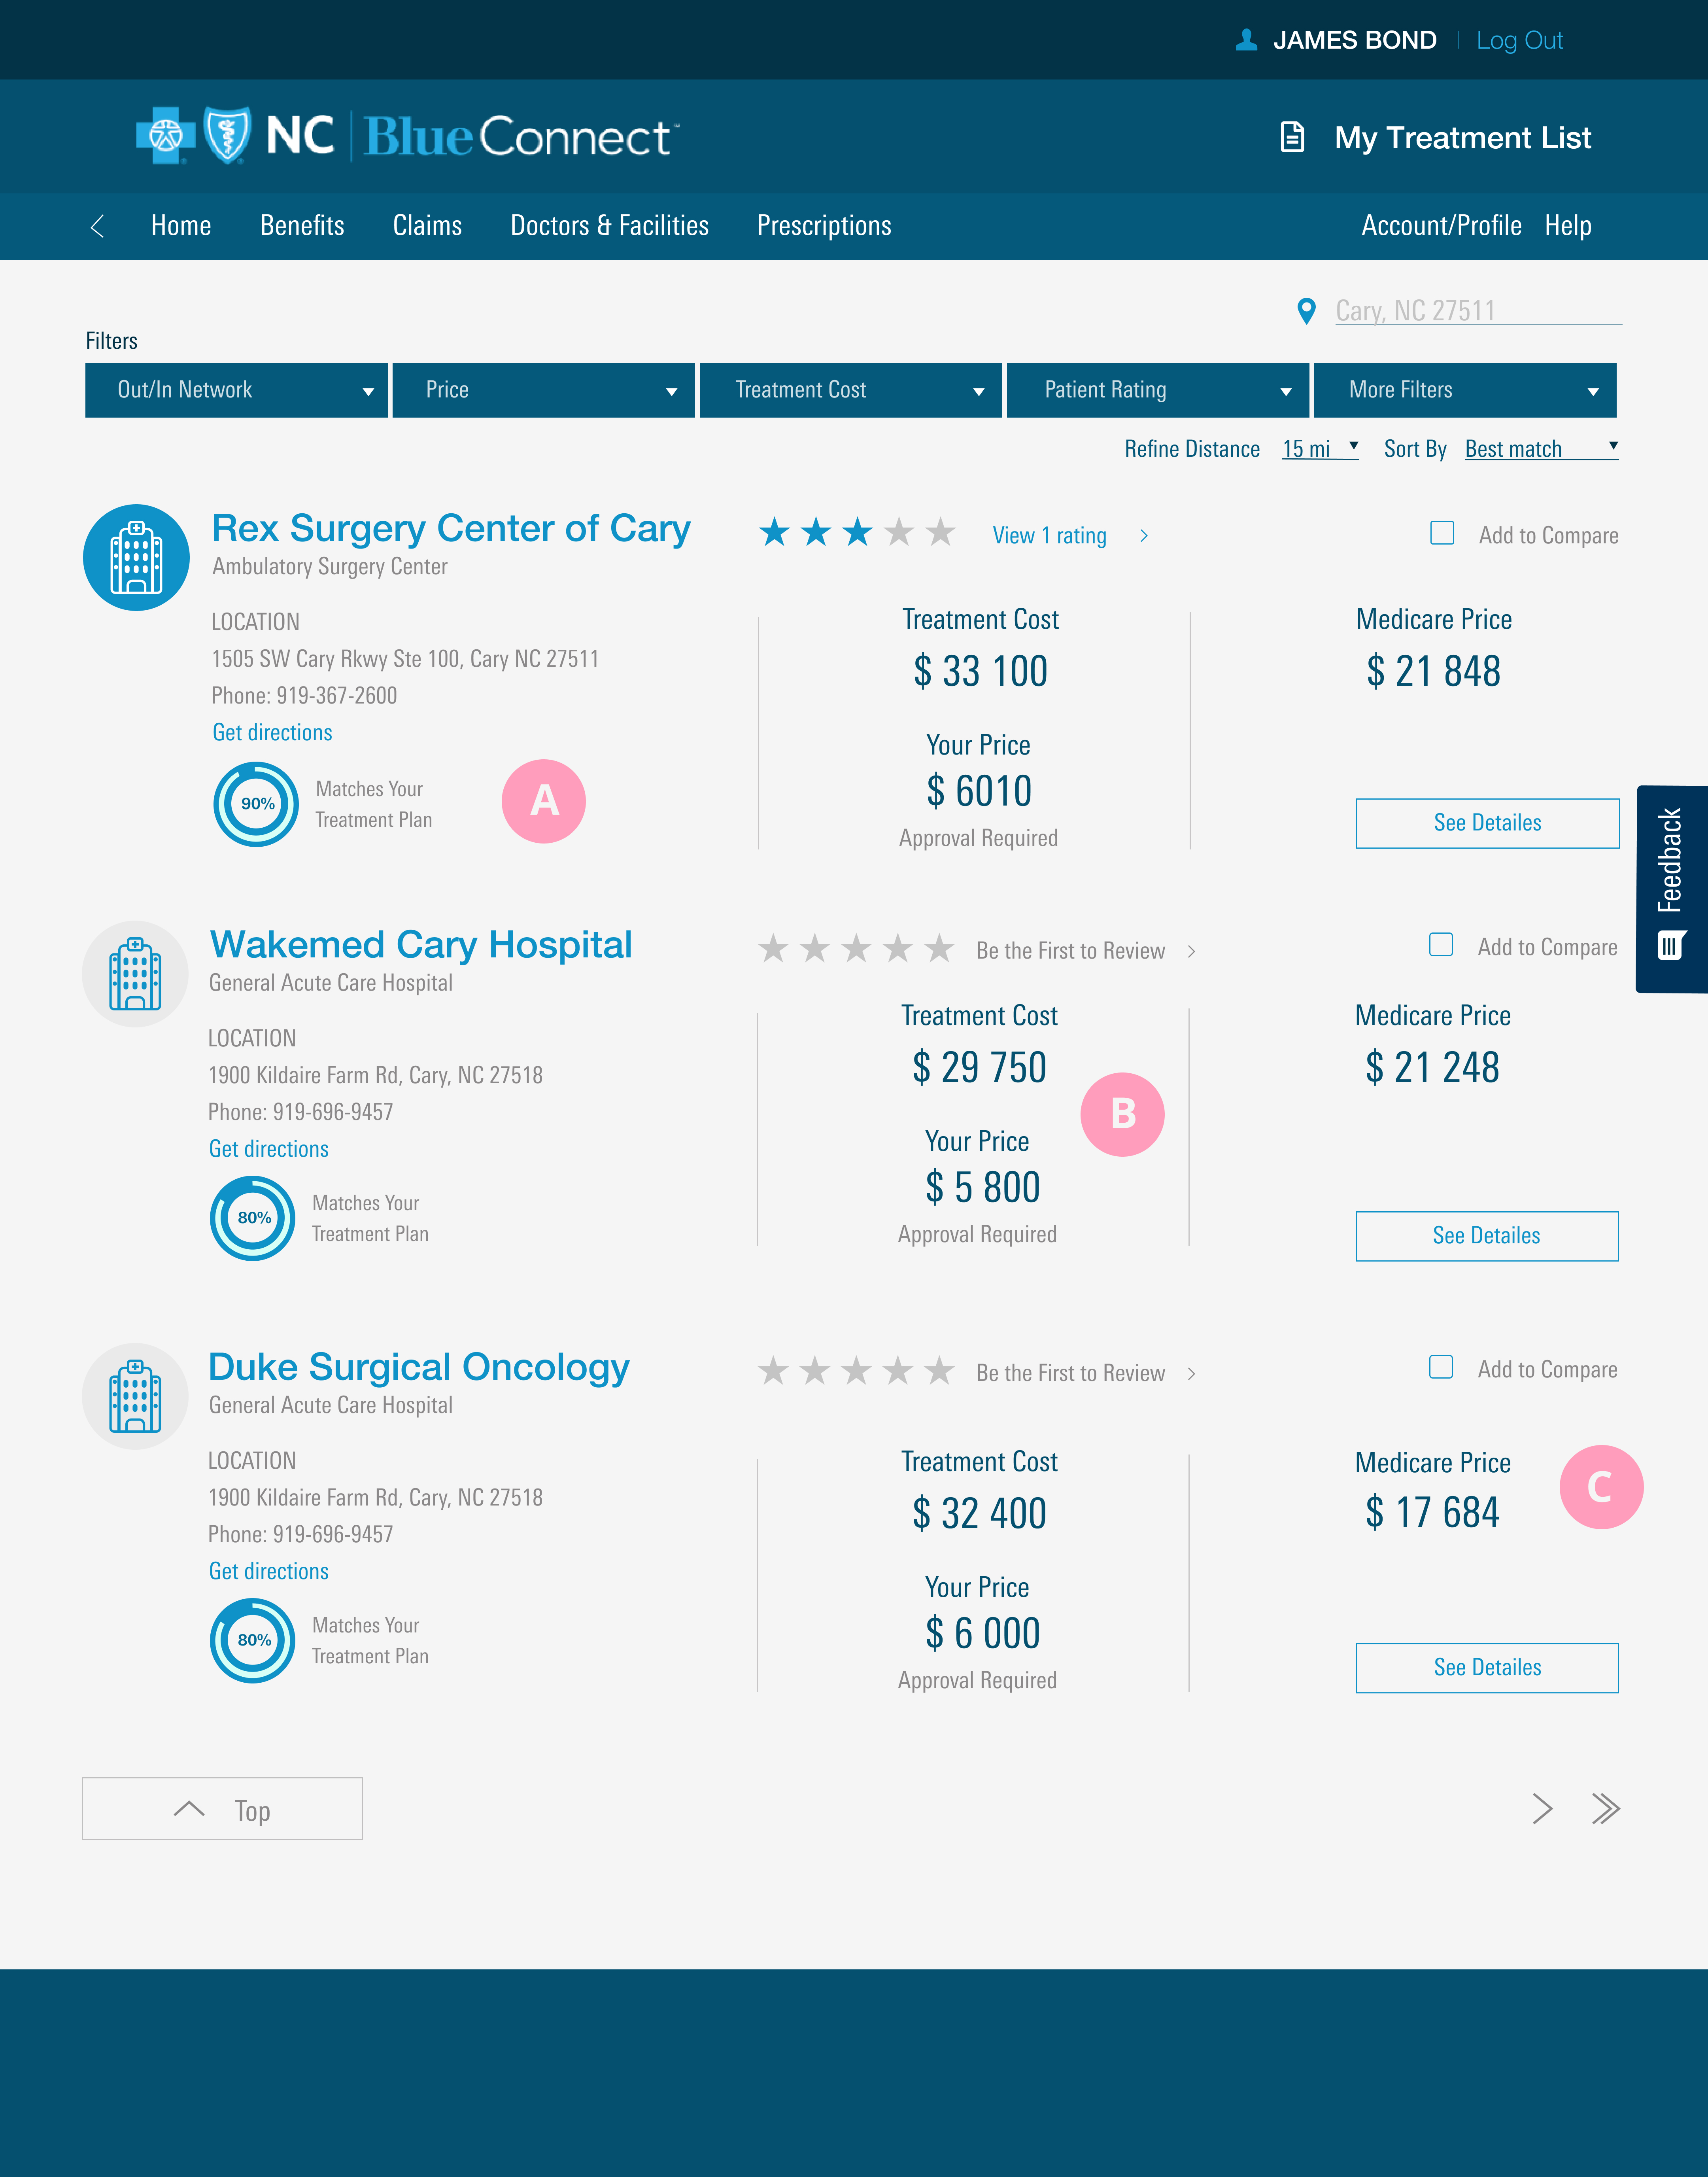 JAMES BOND | Log Out
NC | Blue Connect™
My Treatment List
Home Benefits Claims Doctors & Facilities Prescriptions Account/Profile Help
Cary, NC 27511
Filters
Out/In Network Price Treatment Cost Patient Rating More Filters
Refine Distance 15 mi Sort By Best match
Rex Surgery Center of Cary
Ambulatory Surgery Center
View 1 rating
Add to Compare
LOCATION
1505 SW Cary Rkwy Ste 100, Cary NC 27511
Phone: 919-367-2600
Get directions
90%
Matches Your
Treatment Plan
A
Treatment Cost
$ 33 100
Your Price
$ 6010
Approval Required
Medicare Price
$ 21 848
See Detailes
Feedback
Wakemed Cary Hospital
General Acute Care Hospital
Be the First to Review
Add to Compare
LOCATION
1900 Kildaire Farm Rd, Cary, NC 27518
Phone: 919-696-9457
Get directions
80%
Matches Your
Treatment Plan
Treatment Cost
$ 29 750
B
Your Price
$ 5 800
Approval Required
Medicare Price
$ 21 248
See Detailes
Duke Surgical Oncology
General Acute Care Hospital
Be the First to Review
Add to Compare
LOCATION
1900 Kildaire Farm Rd, Cary, NC 27518
Phone: 919-696-9457
Get directions
80%
Matches Your
Treatment Plan
Treatment Cost
$ 32 400
Your Price
$ 6 000
Approval Required
Medicare Price
$ 17 684
C
See Detailes
Top